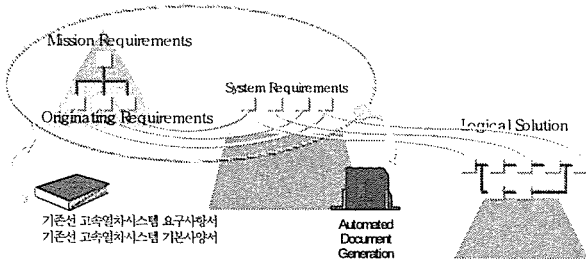 Mission Requirements
System Requirements
Originating Requirements
Logical Solution
기존선 고속열차시스템 요구사항서
기존선 고속열차시스템 기본사양서
Automated
Document
Generation